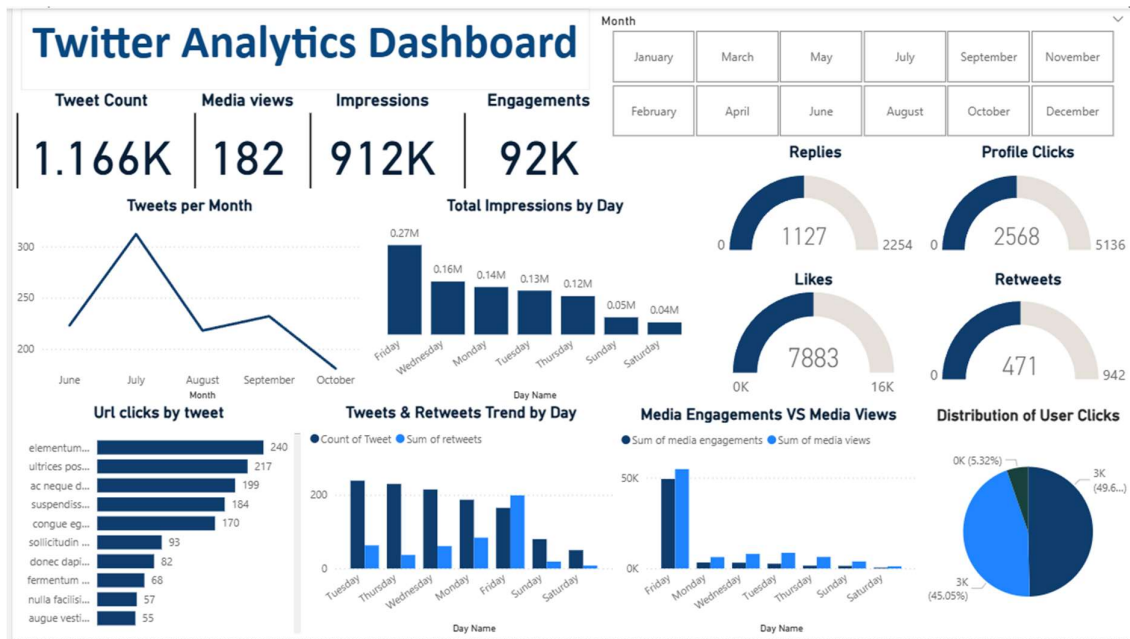 Twitter Analytics Dashboard
Month
January March May July September November
February April June August October December
Tweet Count Media views Impressions Engagements
1.166K 182 912K 92K
Replies Profile Clicks
1127 2568
0 2254 0 5136
Likes Retweets
7883 471
0K 16K 0 942
Tweets per Month
300
250
200
June July August September October
Month
Total Impressions by Day
0.27M 0.16M 0.14M 0.13M 0.12M 0.05M 0.04M
Friday Wednesday Monday Tuesday Thursday Sunday Saturday
Day Name
Url clicks by tweet
elementum... 240
ultrices pos... 217
ac neque d... 199
suspendiss... 184
congue eg... 170
sollicitudin ... 93
donec dapi... 82
fermentum ... 68
nulla facilisi... 57
augue vesti... 55
Tweets & Retweets Trend by Day
Count of Tweet Sum of retweets
200
0
Tuesday Thursday Wednesday Monday Friday Sunday Saturday
Day Name
Media Engagements VS Media Views
Sum of media engagements Sum of media views
50K
0K
Friday Monday Wednesday Tuesday Thursday Sunday Saturday
Day Name
Distribution of User Clicks
0K (5.32%)
3K
(49.6...)
3K
(45.05%)